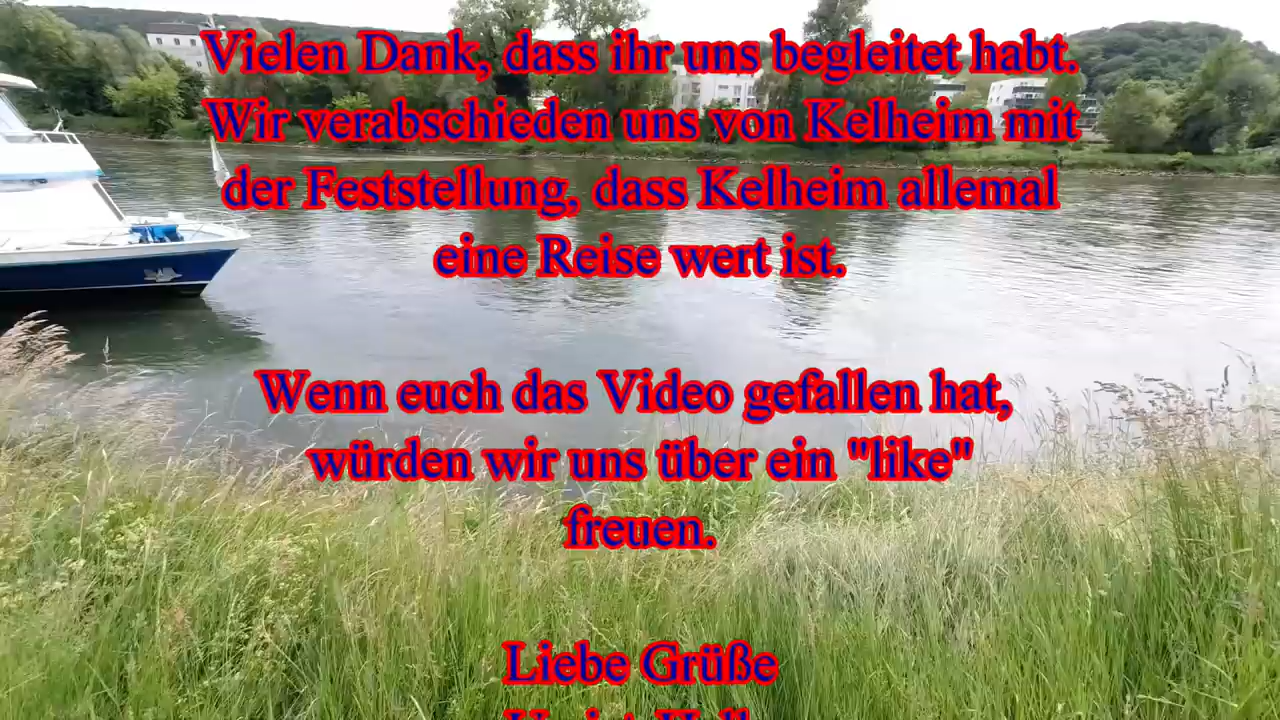 Vielen Dank, dass ihr uns begleitet habt.
Wir verabschieden uns von Kelheim mit
der Feststellung, dass Kelheim allemal
eine Reise wert ist.
Wenn euch das Video gefallen hat,
würden wir uns über ein "like"
freuen.
Liebe Grüße